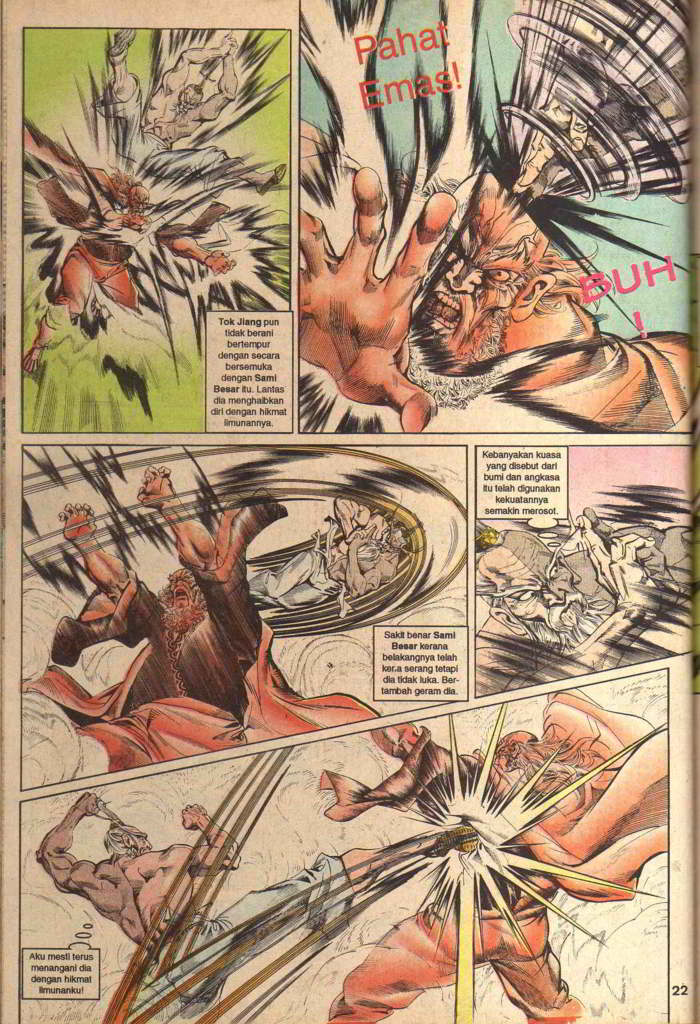 Tok Jiang pun
tidak berani
bertempur
dengan secara
bersemuka
dengan Sami
Besar itu. Lantas
dia menghaibkan
diri dengan hikmat
limunannya.
Pahat
Emas!
BUH
!
Sakit benar Sami
Besar kerana
belakangnya telah
kena serang tetapi
dia tidak luka. Ber-
tambah geram dia.
Kebanyakan kuasa
yang disebut dari
bumi dan angkasa
itu telah digunakan
kekuatannya
semakin merosot.
Aku mesti terus
menangani dia
dengan hikmat
limunanku!
22